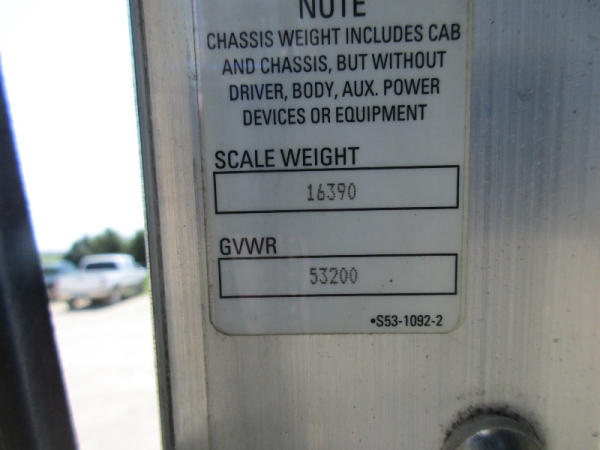 NOTE
CHASSIS WEIGHT INCLUDES CAB
AND CHASSIS, BUT WITHOUT
DRIVER, BODY, AUX. POWER
DEVICES OR EQUIPMENT
SCALE WEIGHT
16390
GVWR
53200
•S53-1092-2